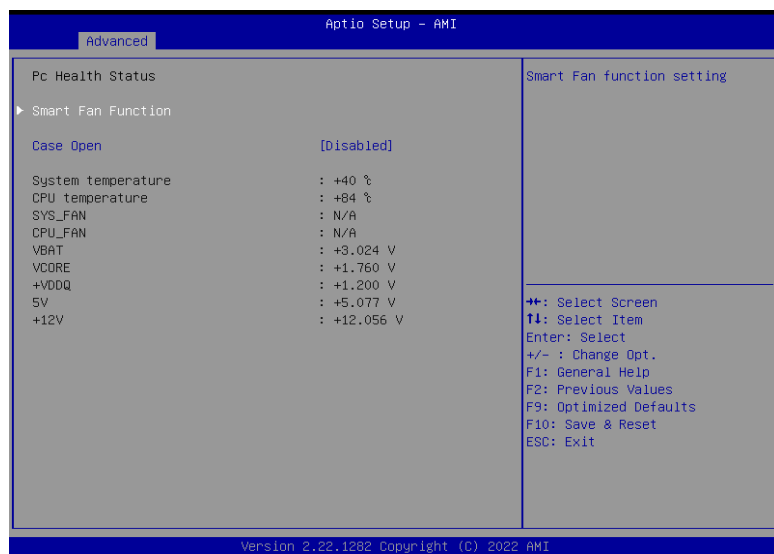 Aptio Setup – AMI
Advanced
Pc Health Status
▶ Smart Fan Function
Case Open [Disabled]
System temperature : +40 ℃
CPU temperature : +84 ℃
SYS_FAN : N/A
CPU_FAN : N/A
VBAT : +3.024 V
VCORE : +1.760 V
+VDDQ : +1.200 V
5V : +5.077 V
+12V : +12.056 V
Smart Fan function setting
→←: Select Screen
↑↓: Select Item
Enter: Select
+/– : Change Opt.
F1: General Help
F2: Previous Values
F9: Optimized Defaults
F10: Save & Reset
ESC: Exit
Version 2.22.1282 Copyright (C) 2022 AMI